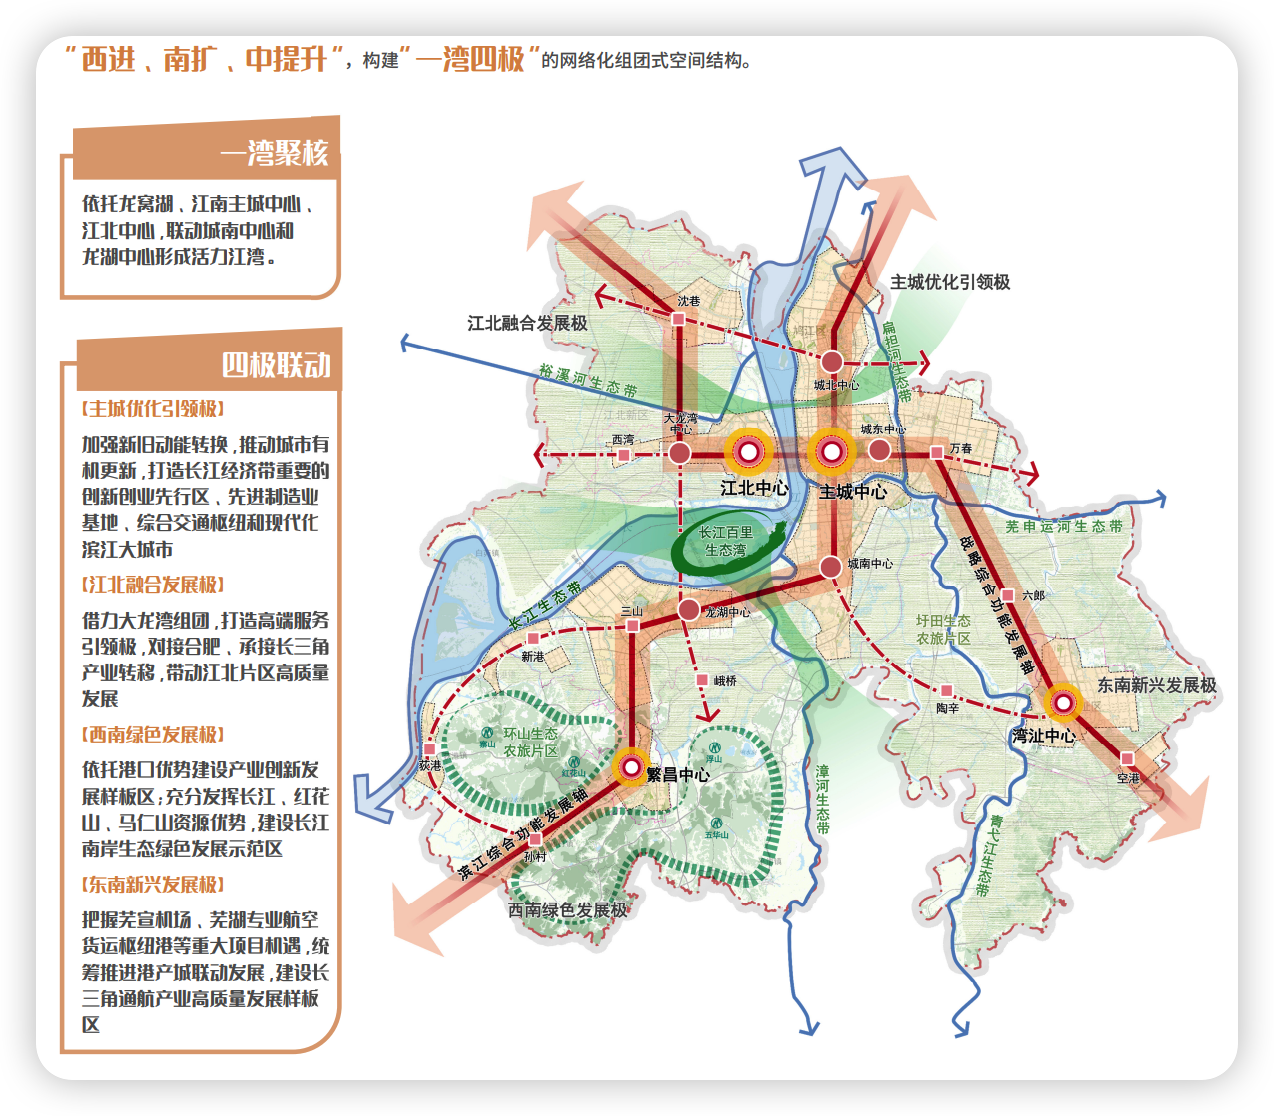 "西进、南扩、中提升"，构建"一湾四极"的网络化组团式空间结构。
一湾聚核
依托龙窝湖、江南主城中心、
江北中心,联动城南中心和
龙湖中心形成活力江湾。
四极联动
【主城优化引领极】
加强新旧动能转换,推动城市有
机更新,打造长江经济带重要的
创新创业先行区、先进制造业
基地、综合交通枢纽和现代化
滨江大城市
【江北融合发展极】
借力大龙湾组团,打造高端服务
引领极,对接合肥、承接长三角
产业转移,带动江北片区高质量
发展
【西南绿色发展极】
依托港口优势建设产业创新发
展样板区;充分发挥长江、红花
山、马仁山资源优势,建设长江
南岸生态绿色发展示范区
【东南新兴发展极】
把握芜宣机场、芜湖专业航空
货运枢纽港等重大项目机遇,统
筹推进港产城联动发展,建设长
三角通航产业高质量发展样板
区
主城优化引领极
沈巷
江北融合发展极
鸠江区
扁担河生态带
裕溪河生态带
城北中心
江北新区
大龙湾
中心
西湾
城东中心
万春
江北中心
主城中心
长江百里
生态湾
芜申运河生态带
战略综合功能发展轴
城南中心
长江生态带
三山
龙湖中心
六郎
圩田生态
农旅片区
新港
峨桥
陶辛
东南新兴发展极
湾沚中心
环山生态
农旅片区
寨山
浮山
红花山
荻港
繁昌中心
空港
漳河生态带
滨江综合功能发展轴
五华山
孙村
青弋江生态带
西南绿色发展极